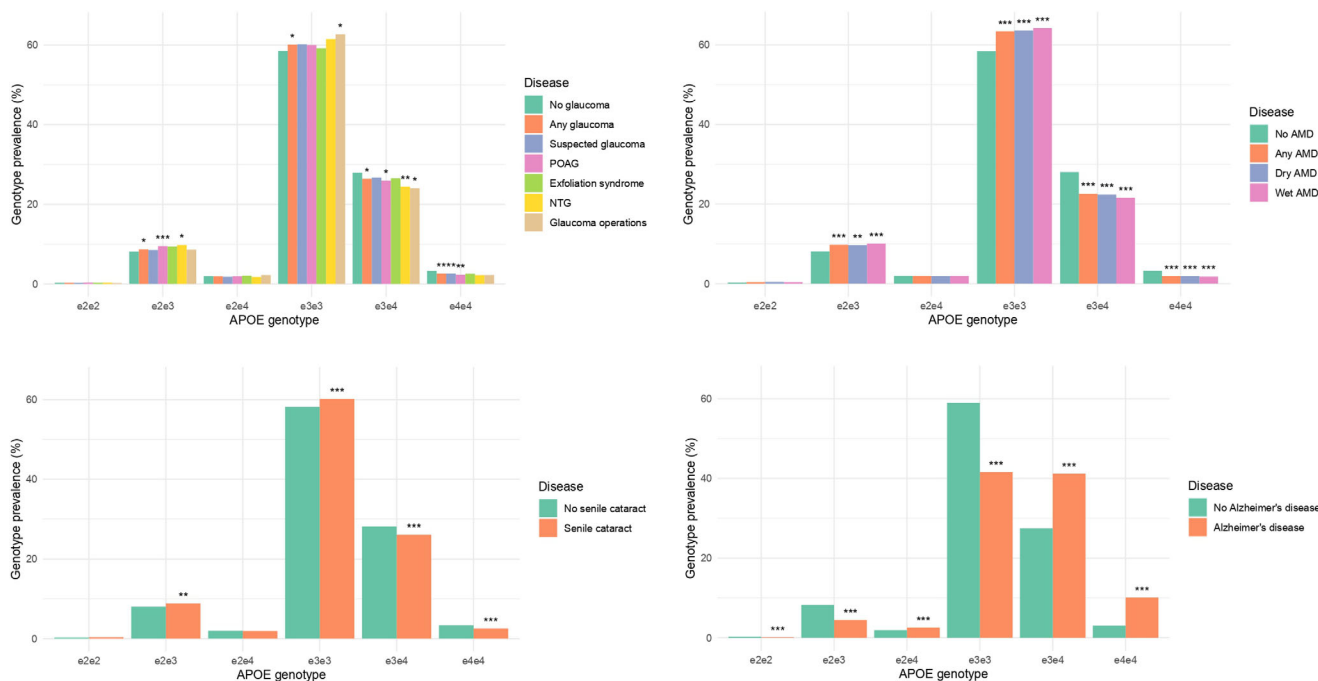 Genotype prevalence (%)
60
40
20
0
* *
* *** *
* * ** *
**** **
e2e2 e2e3 e2e4 e3e3 e3e4 e4e4
APOE genotype
Disease
No glaucoma
Any glaucoma
Suspected glaucoma
POAG
Exfoliation syndrome
NTG
Glaucoma operations
Genotype prevalence (%)
60
40
20
0
*** *** ***
*** ** ***
*** *** ***
*** *** ***
e2e2 e2e3 e2e4 e3e3 e3e4 e4e4
APOE genotype
Disease
No AMD
Any AMD
Dry AMD
Wet AMD
Genotype prevalence (%)
60
40
20
0
***
***
**
***
e2e2 e2e3 e2e4 e3e3 e3e4 e4e4
APOE genotype
Disease
No senile cataract
Senile cataract
Genotype prevalence (%)
60
40
20
0
*** ***
***
*** *** ***
e2e2 e2e3 e2e4 e3e3 e3e4 e4e4
APOE genotype
Disease
No Alzheimer's disease
Alzheimer's disease